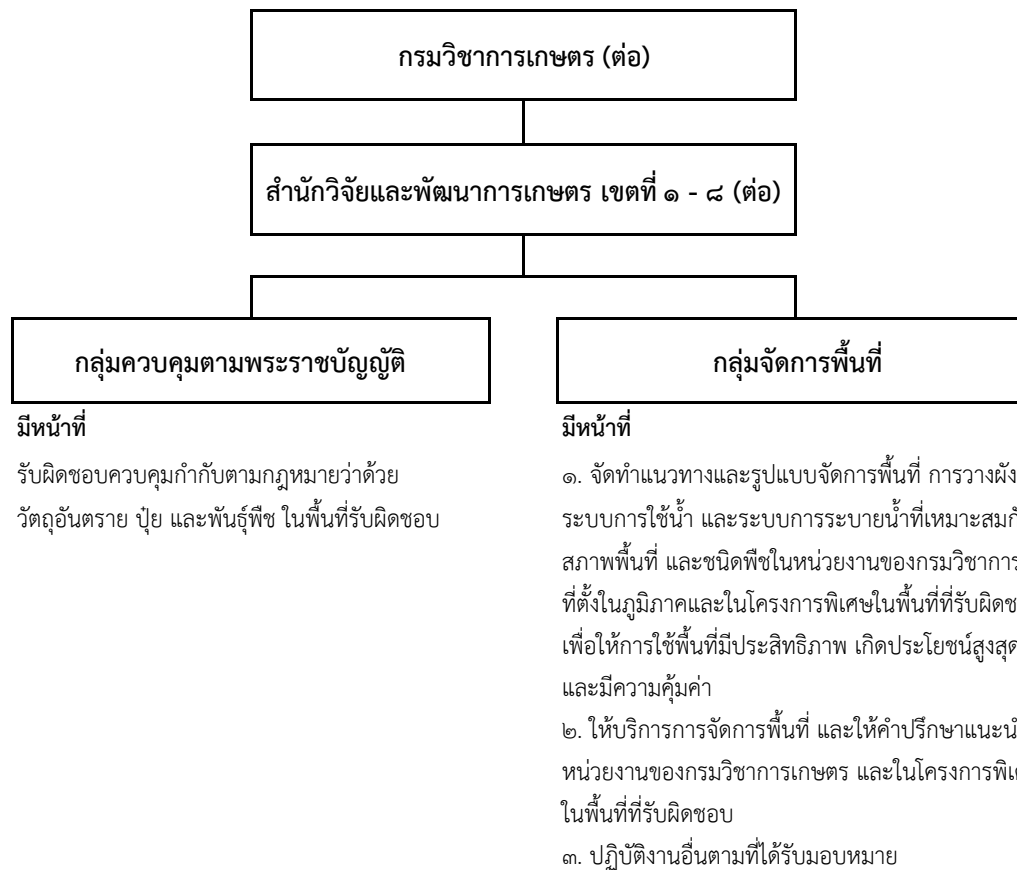 กรมวิชาการเกษตร (ต่อ)
สำนักวิจัยและพัฒนาการเกษตร เขตที่ ๑ - ๘ (ต่อ)
กลุ่มควบคุมตามพระราชบัญญัติ
มีหน้าที่
รับผิดชอบควบคุมกำกับตามกฎหมายว่าด้วย
วัตถุอันตราย ปุ๋ย และพันธุ์พืช ในพื้นที่รับผิดชอบ
กลุ่มจัดการพื้นที่
มีหน้าที่
๑. จัดทำแนวทางและรูปแบบจัดการพื้นที่ การวางผัง
ระบบการใช้น้ำ และระบบการระบายน้ำที่เหมาะสม
สภาพพื้นที่ และชนิดพืชในหน่วยงานของกรมวิชาการ
ที่ตั้งในภูมิภาคและในโครงการพิเศษในพื้นที่ที่
เพื่อให้การใช้พื้นที่มีประสิทธิภาพ เกิดประโยชน์สูงสุด
และมีความคุ้มค่า
๒. ให้บริการการจัดการพื้นที่ และให้คำปรึกษา
หน่วยงานของกรมวิชาการเกษตร และในโครงการ
ในพื้นที่ที่รับผิดชอบ
๓. ปฏิบัติงานอื่นตามที่ได้รับมอบหมาย